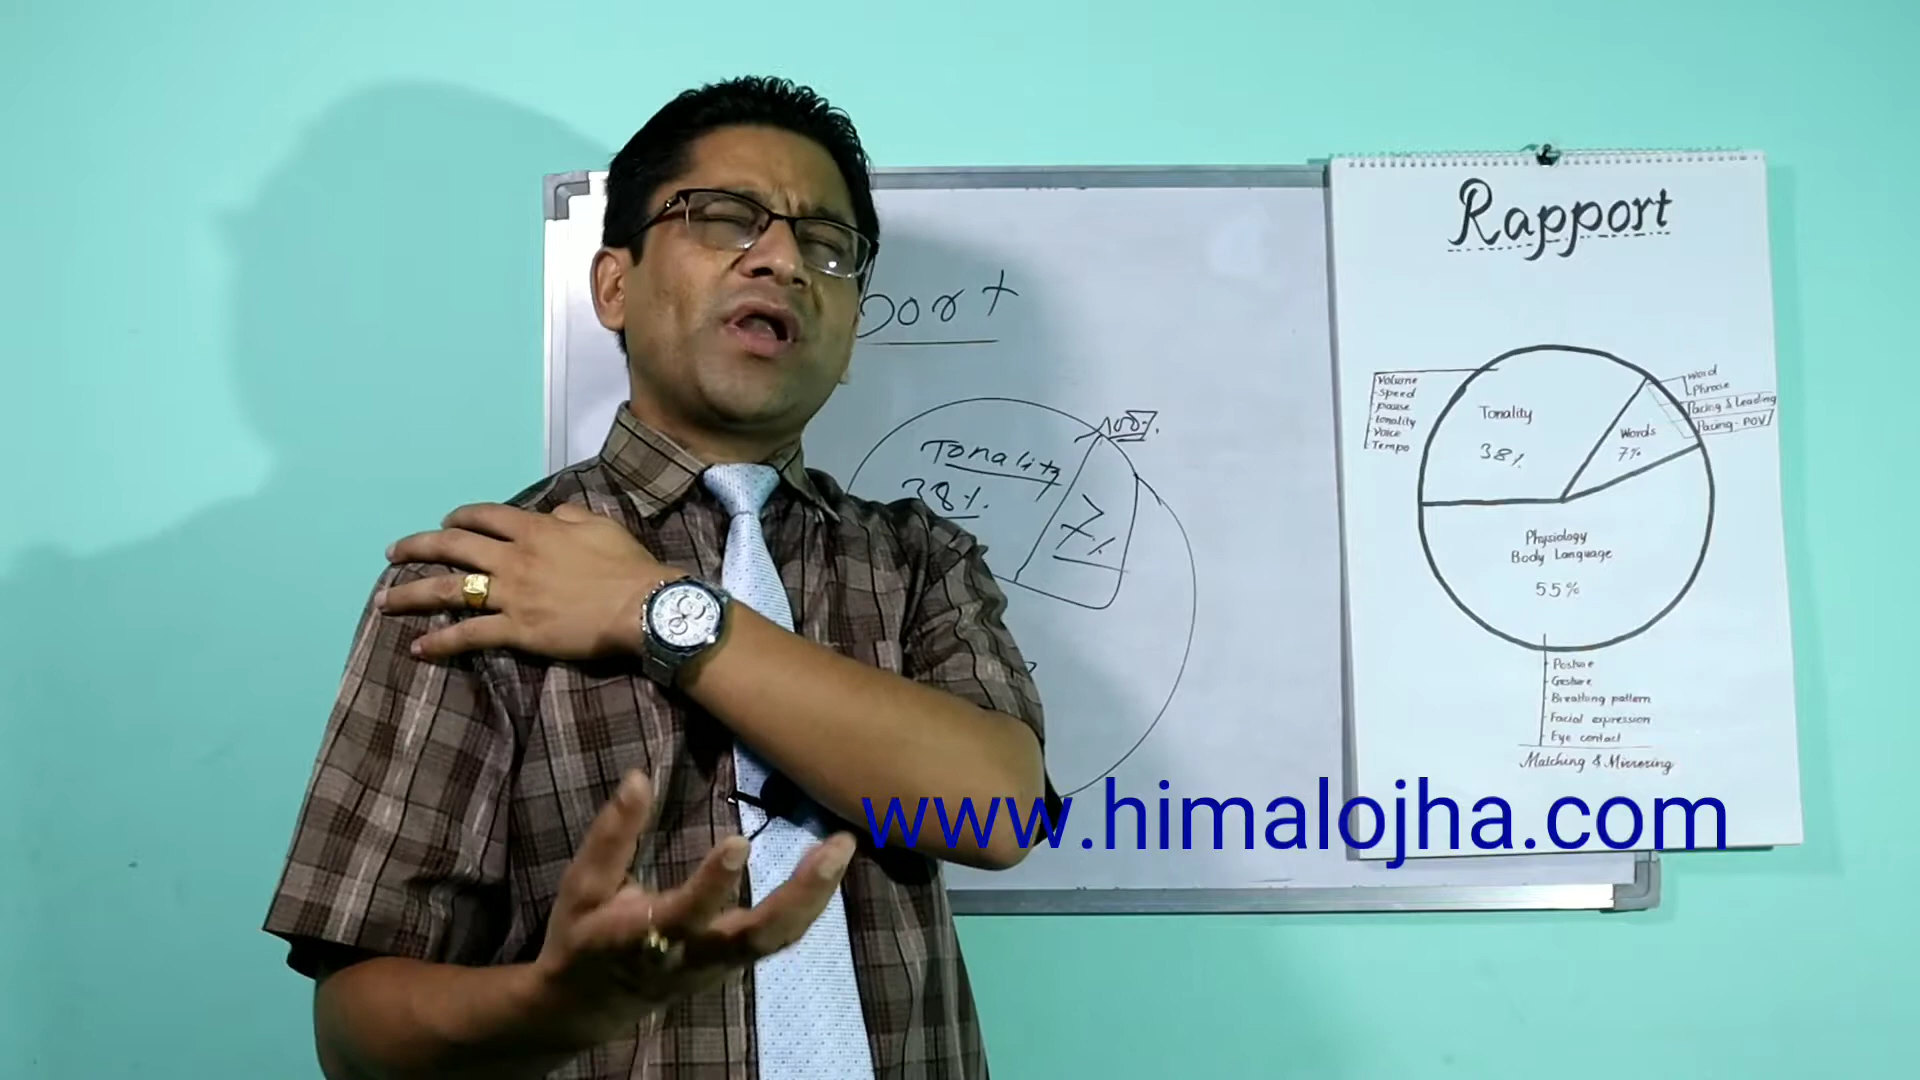 port
Tonality
38%.
100%.
7%
Rapport
Volume
Speed
pause
tonality
Voice
Tempo
Tonality
38%
Words
7%
Word
Phrase
Pacing & Leading
Pacing - POV
Physiology
Body Language
55%
Posture
Gesture
Breathing pattern
Facial expression
Eye contact
Matching & Mirroring
www.himalojha.com